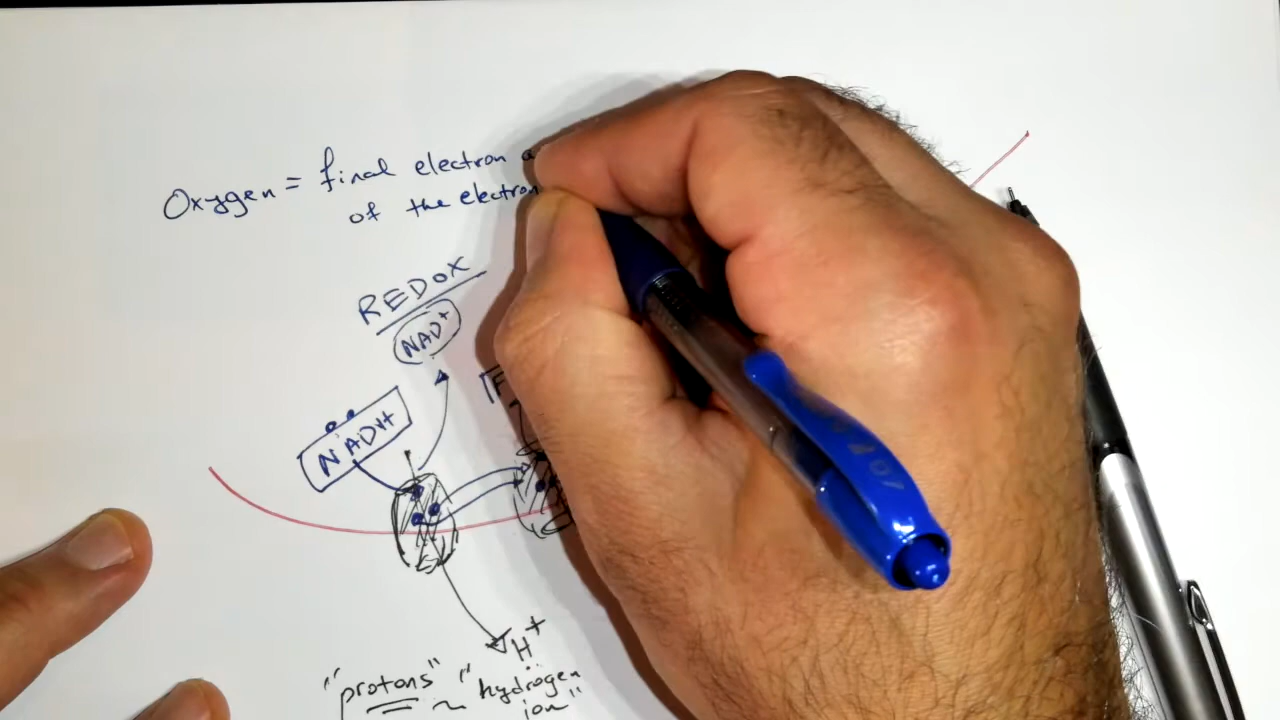 Oxygen = final electron a
of the electron
REDOX
NAD+
NADH
F
H+
"protons" ~ "hydrogen
ion"